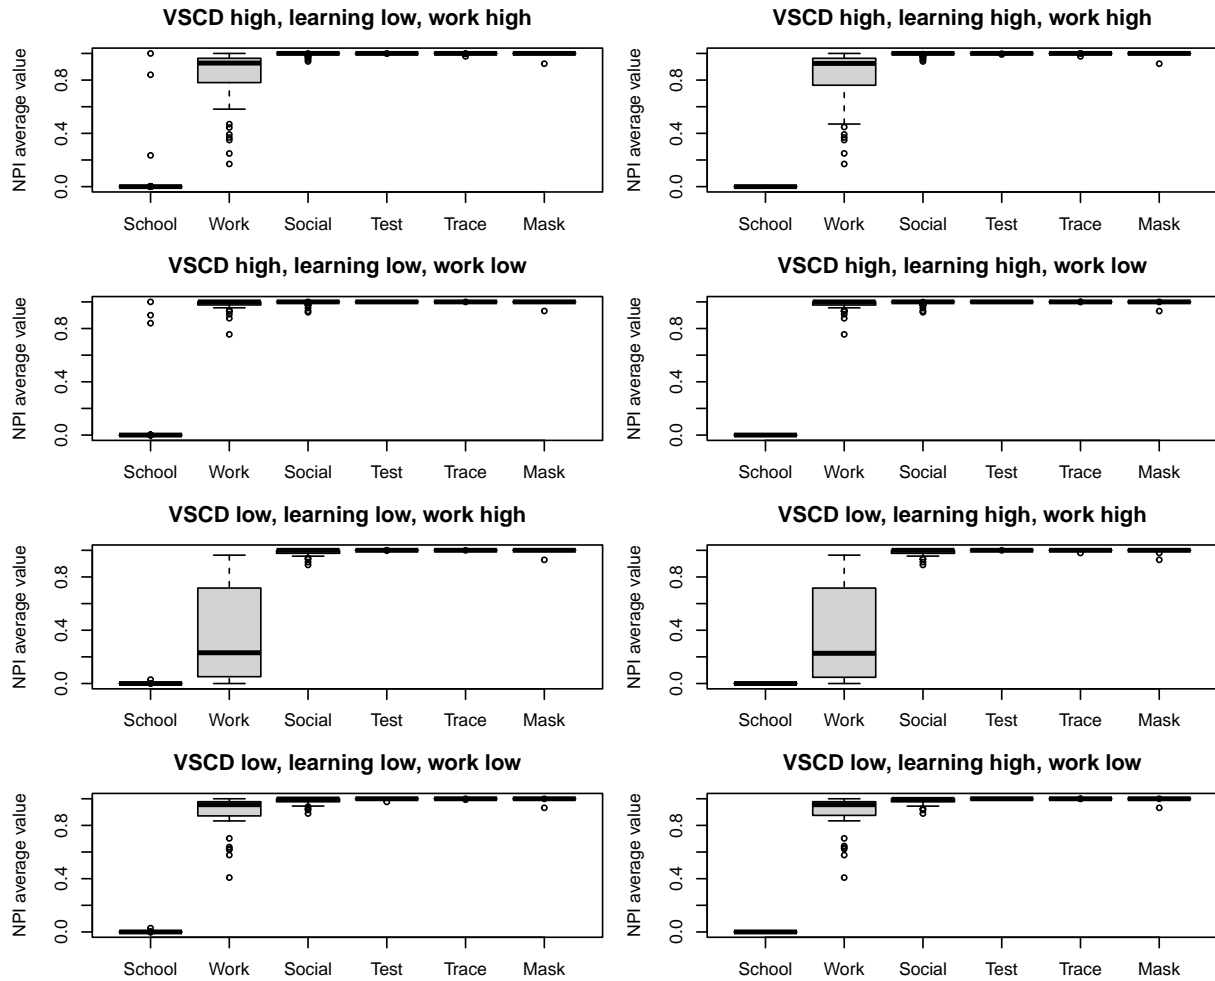 VSCD high, learning low, work high
NPI average value
0.0 0.4 0.8
School Work Social Test Trace Mask
VSCD high, learning high, work high
NPI average value
0.0 0.4 0.8
School Work Social Test Trace Mask
VSCD high, learning low, work low
NPI average value
0.0 0.4 0.8
School Work Social Test Trace Mask
VSCD high, learning high, work low
NPI average value
0.0 0.4 0.8
School Work Social Test Trace Mask
VSCD low, learning low, work high
NPI average value
0.0 0.4 0.8
School Work Social Test Trace Mask
VSCD low, learning high, work high
NPI average value
0.0 0.4 0.8
School Work Social Test Trace Mask
VSCD low, learning low, work low
NPI average value
0.0 0.4 0.8
School Work Social Test Trace Mask
VSCD low, learning high, work low
NPI average value
0.0 0.4 0.8
School Work Social Test Trace Mask